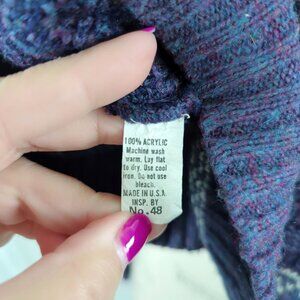 100% ACRYLIC
Machine wash
warm. Lay flat
to dry. Use cool
iron. Do not use
bleach.
MADE IN U.S.A.
INSP. BY
No. 48